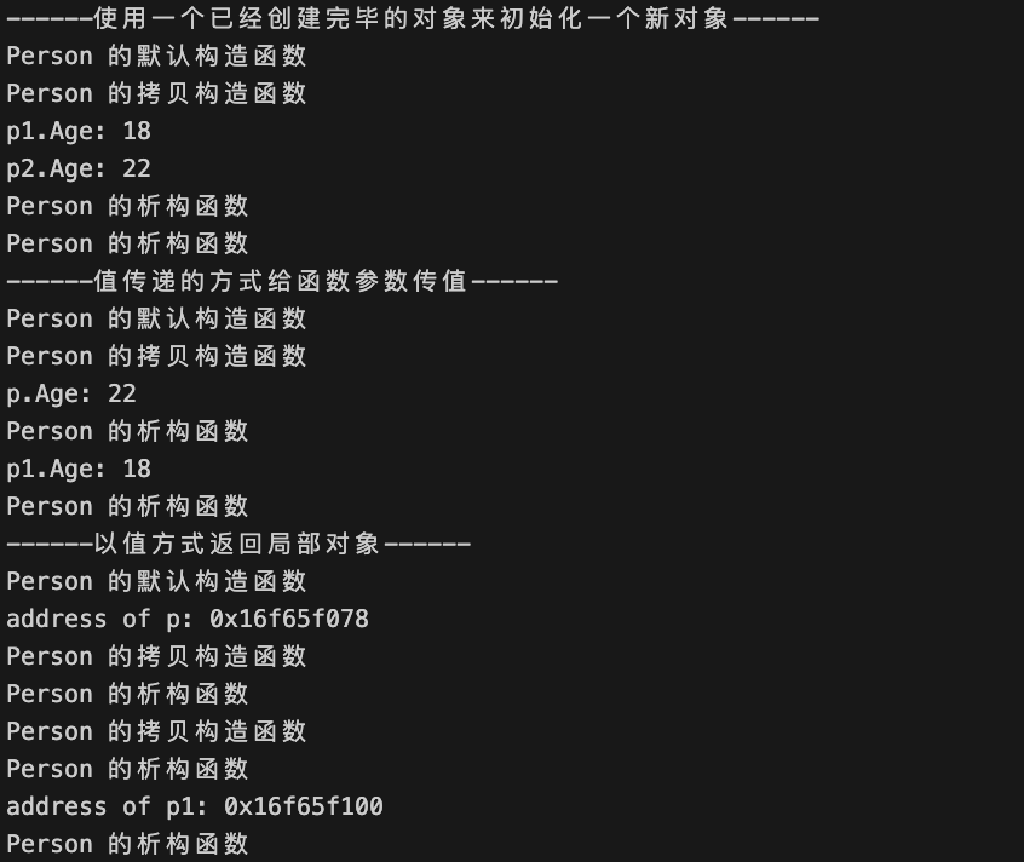 ------使用一个已经创建完毕的对象来初始化一个新对象------
Person 的默认构造函数
Person 的拷贝构造函数
p1.Age: 18
p2.Age: 22
Person 的析构函数
Person 的析构函数
------值传递的方式给函数参数传值------
Person 的默认构造函数
Person 的拷贝构造函数
p.Age: 22
Person 的析构函数
p1.Age: 18
Person 的析构函数
------以值方式返回局部对象------
Person 的默认构造函数
address of p: 0x16f65f078
Person 的拷贝构造函数
Person 的析构函数
Person 的拷贝构造函数
Person 的析构函数
address of p1: 0x16f65f100
Person 的析构函数